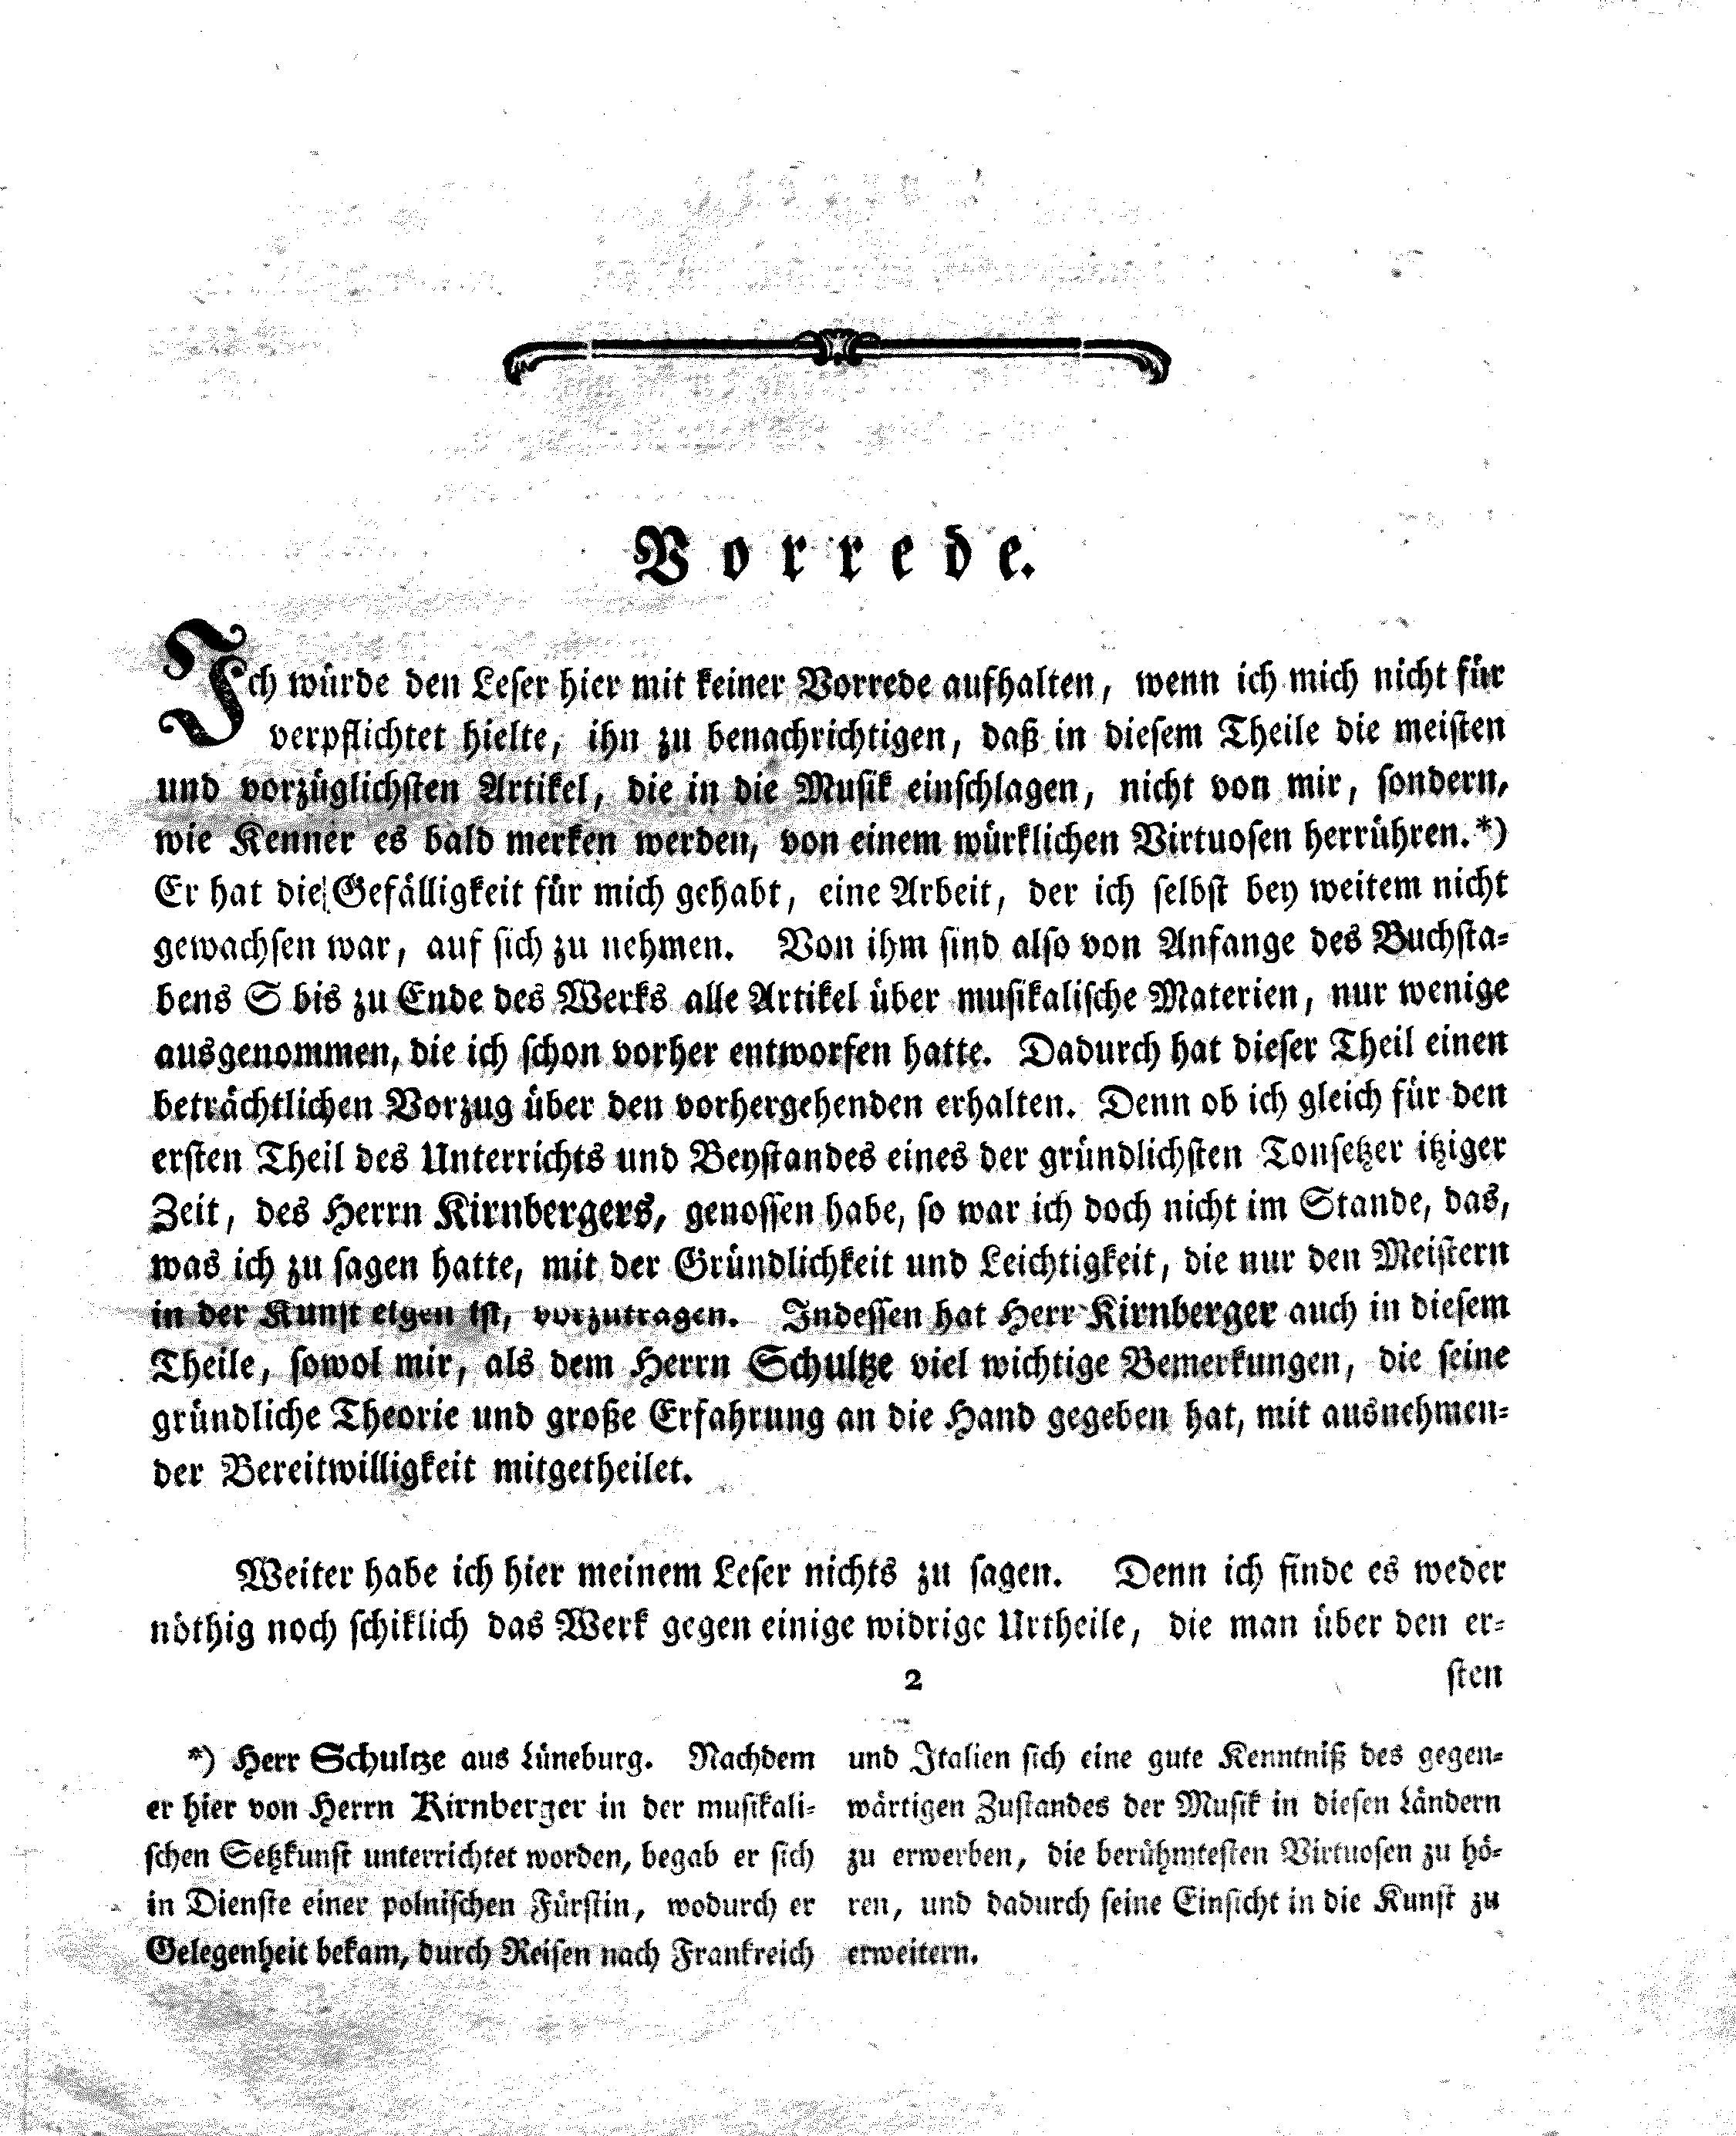 Vorrede.
Ich würde den Leser hier mit keiner Vorrede aufhalten, wenn ich mich nicht für
verpflichtet hielte, ihn zu benachrichtigen, daß in diesem Theile die meisten
und vorzüglichsten Artikel, die in die Musik einschlagen, nicht von mir, sondern,
wie Kenner es bald merken werden, von einem würklichen Virtuosen herrühren.*)
Er hat die Gefälligkeit für mich gehabt, eine Arbeit, der ich selbst bey weitem nicht
gewachsen war, auf sich zu nehmen. Von ihm sind also von Anfange des Buchsta-
bens S bis zu Ende des Werks alle Artikel über musikalische Materien, nur wenige
ausgenommen, die ich schon vorher entworfen hatte. Dadurch hat dieser Theil einen
beträchtlichen Vorzug über den vorhergehenden erhalten. Denn ob ich gleich für den
ersten Theil des Unterrichts und Beystandes eines der gründlichsten Tonsetzer itziger
Zeit, des Herrn Kirnbergers, genossen habe, so war ich doch nicht im Stande, das,
was ich zu sagen hatte, mit der Gründlichkeit und Leichtigkeit, die nur den Meistern
in der Kunst eigen ist, vorzutragen. Indessen hat Herr Kirnberger auch in diesem
Theile, sowol mir, als dem Herrn Schultze viel wichtige Bemerkungen, die seine
gründliche Theorie und große Erfahrung an die Hand gegeben hat, mit ausnehmen-
der Bereitwilligkeit mitgetheilet.
Weiter habe ich hier meinem Leser nichts zu sagen. Denn ich finde es weder
nöthig noch schiklich das Werk gegen einige widrige Urtheile, die man über den er-
2 sten
*) Herr Schultze aus Lüneburg. Nachdem
er hier von Herrn Kirnberger in der musikali-
schen Setzkunst unterrichtet worden, begab er sich
in Dienste einer polnischen Fürstin, wodurch er
Gelegenheit bekam, durch Reisen nach Frankreich
und Italien sich eine gute Kenntniß des gegen-
wärtigen Zustandes der Musik in diesen Ländern
zu erwerben, die berühmtesten Virtuosen zu hö-
ren, und dadurch seine Einsicht in die Kunst zu
erweitern.